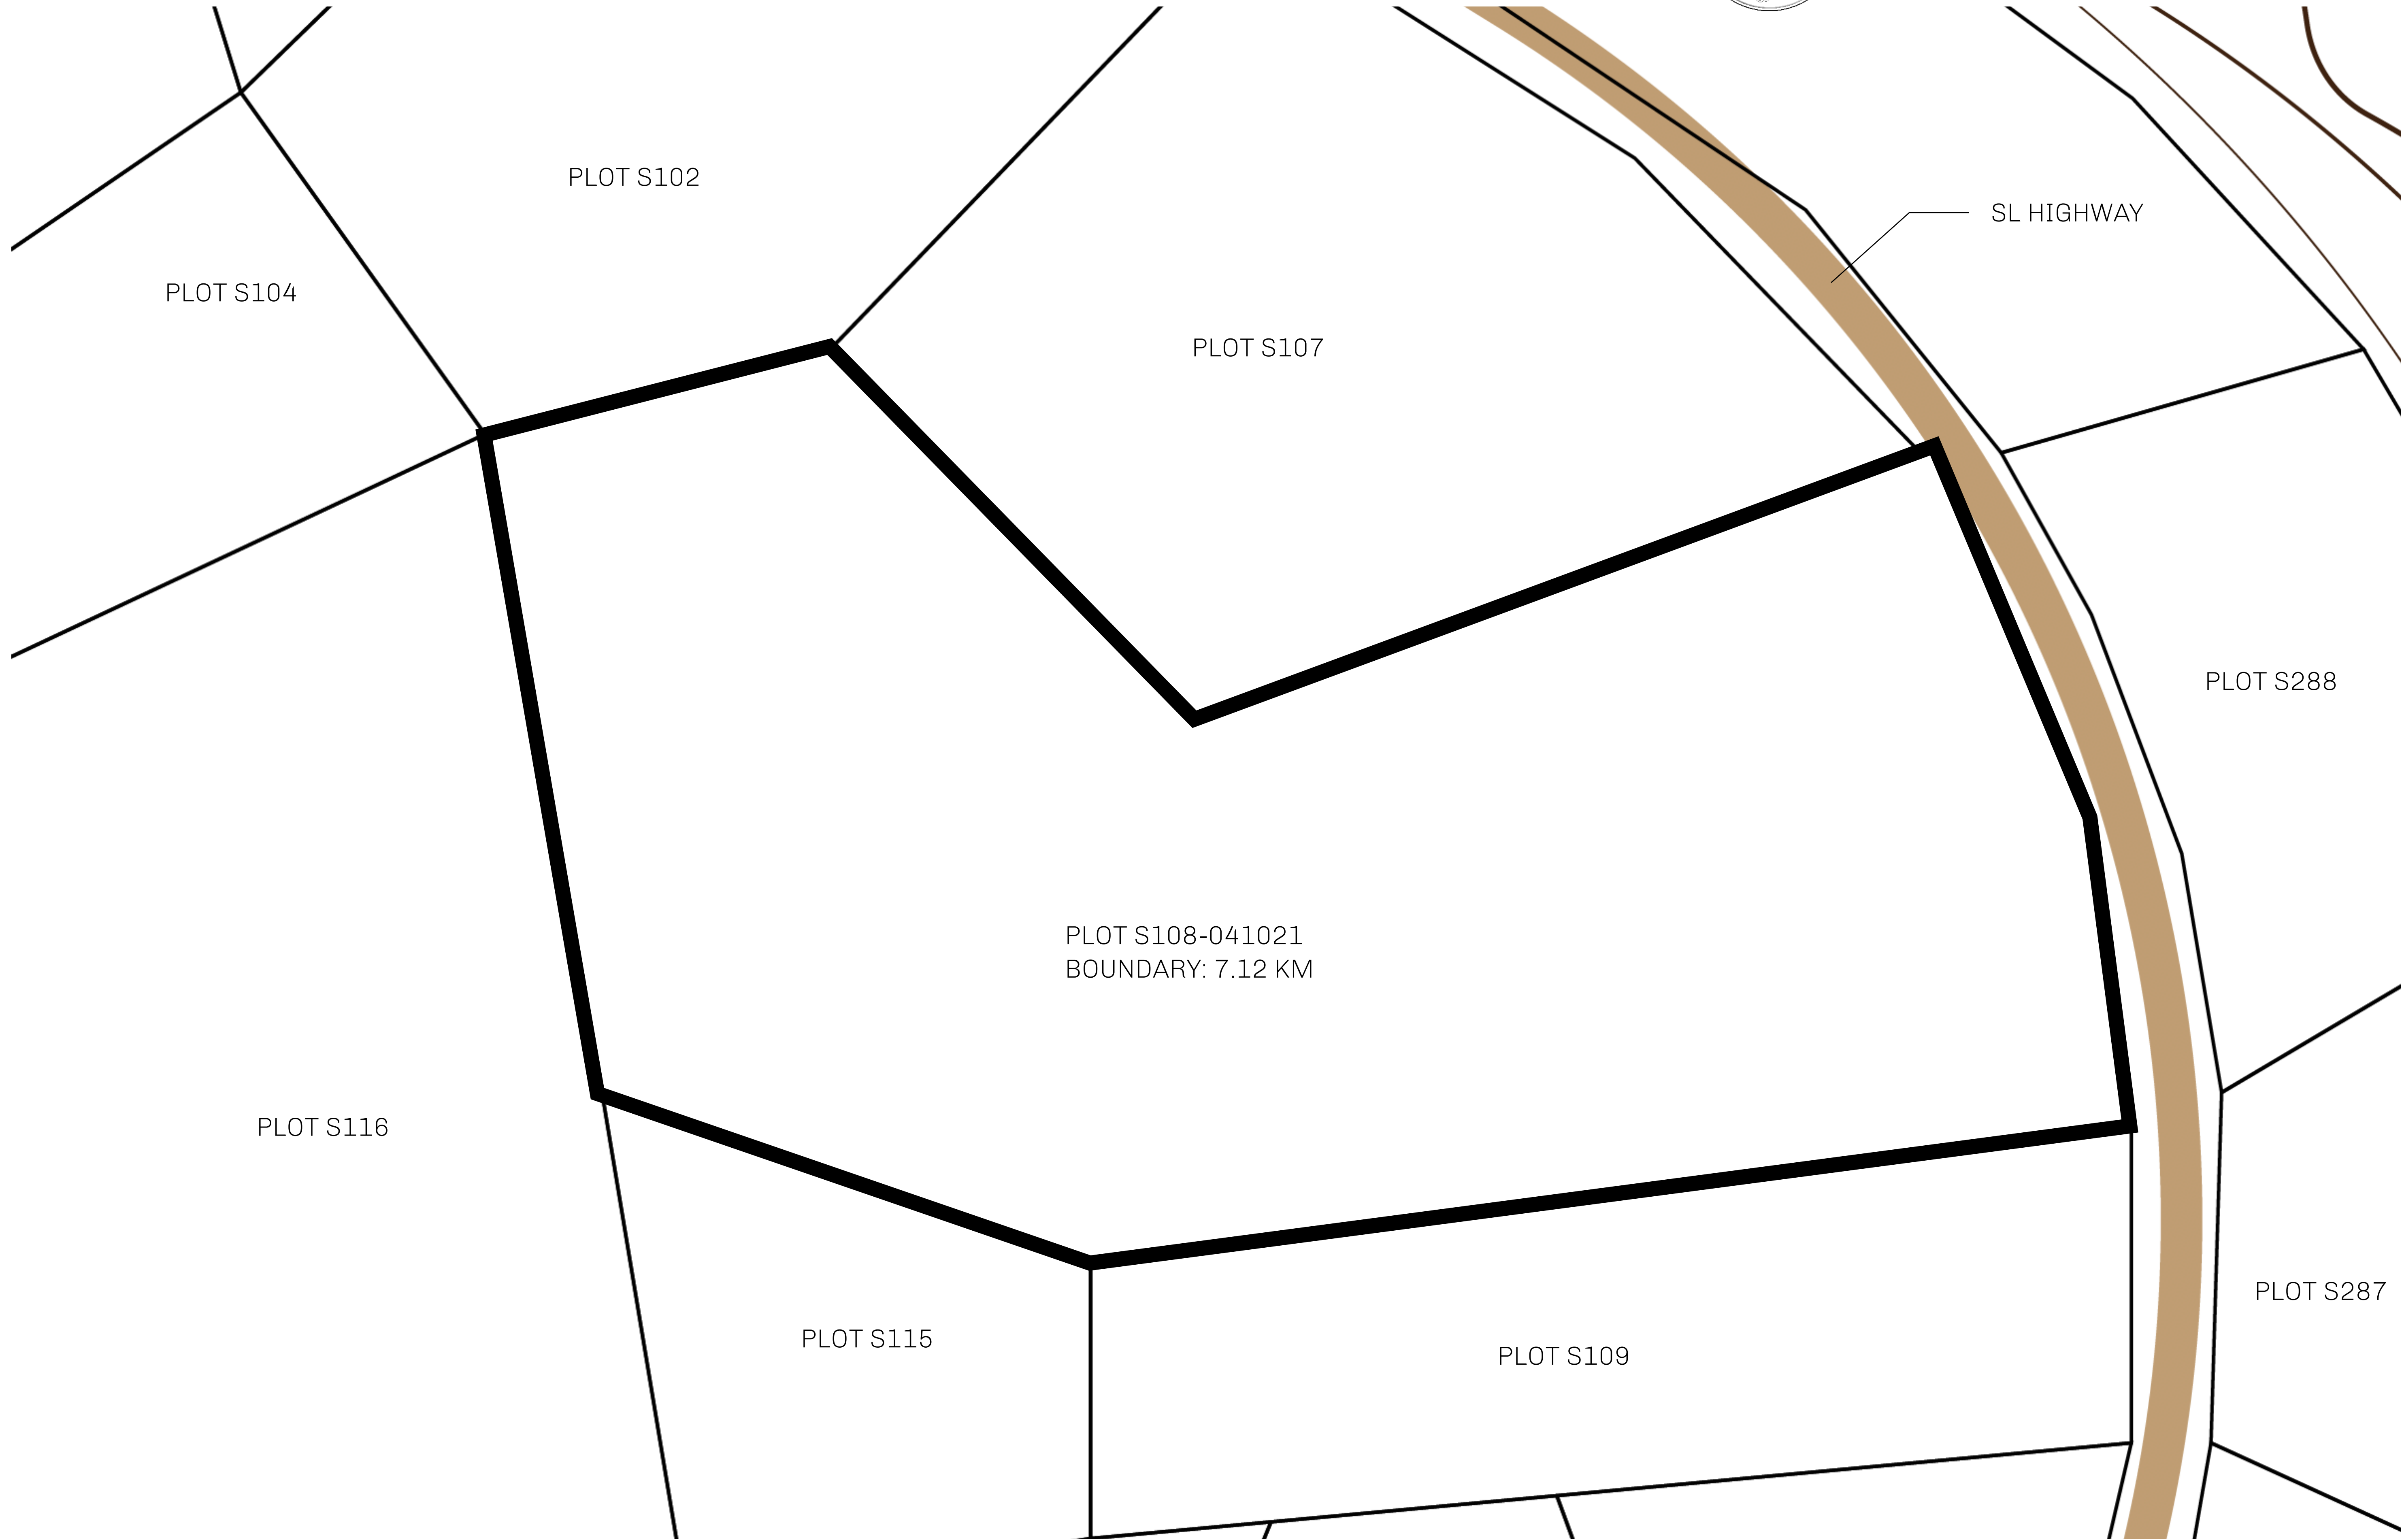 PLOT S102
SL HIGHWAY
PLOT S104
PLOT S107
PLOT S288
PLOT S108-041021
BOUNDARY: 7.12 KM
PLOT S116
PLOT S287
PLOT S115
PLOT S109